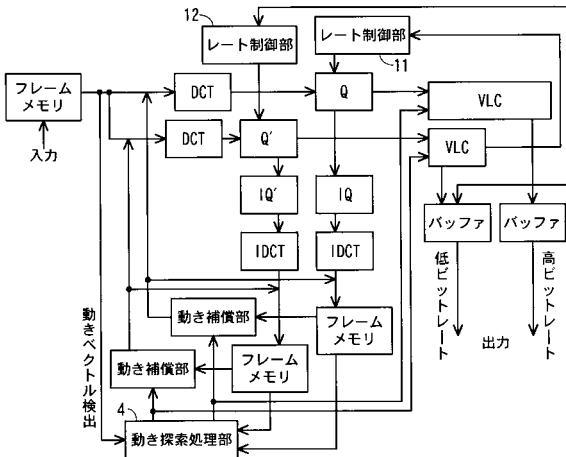 12
レート制御部
レート制御部
11
フレーム
メモリ
入力
DCT
Q
VLC
DCT
Q′
VLC
IQ′
IQ
バッファ
バッファ
IDCT
IDCT
低ビットレート
高ビットレート
出力
動きベクトル検出
動き補償部
フレーム
メモリ
動き補償部
フレーム
メモリ
4
動き探索処理部